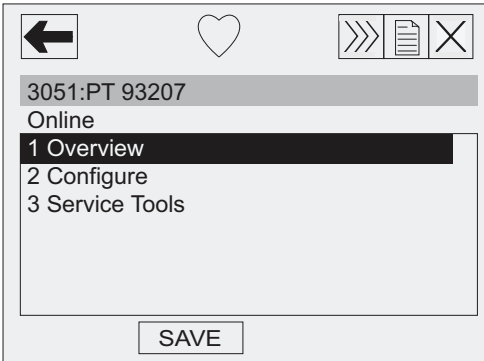 3051:PT 93207
Online
1 Overview
2 Configure
3 Service Tools
SAVE